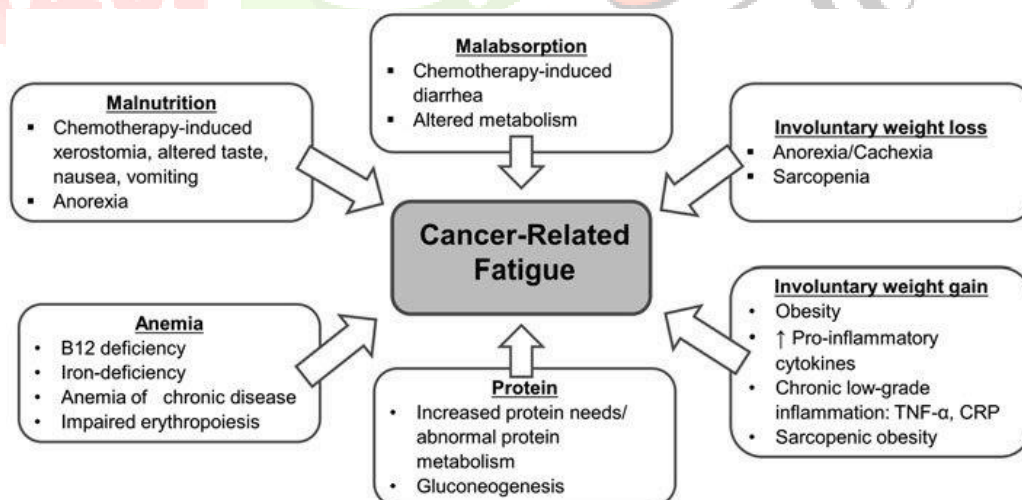 Malabsorption
▪ Chemotherapy-induced
diarrhea
▪ Altered metabolism
Malnutrition
▪ Chemotherapy-induced
xerostomia, altered taste,
nausea, vomiting
▪ Anorexia
Involuntary weight loss
▪ Anorexia/Cachexia
▪ Sarcopenia
Cancer-Related
Fatigue
Anemia
• B12 deficiency
• Iron-deficiency
• Anemia of chronic disease
• Impaired erythropoiesis
Protein
• Increased protein needs/
abnormal protein
metabolism
• Gluconeogenesis
Involuntary weight gain
• Obesity
• ↑ Pro-inflammatory
cytokines
• Chronic low-grade
inflammation: TNF-α, CRP
• Sarcopenic obesity